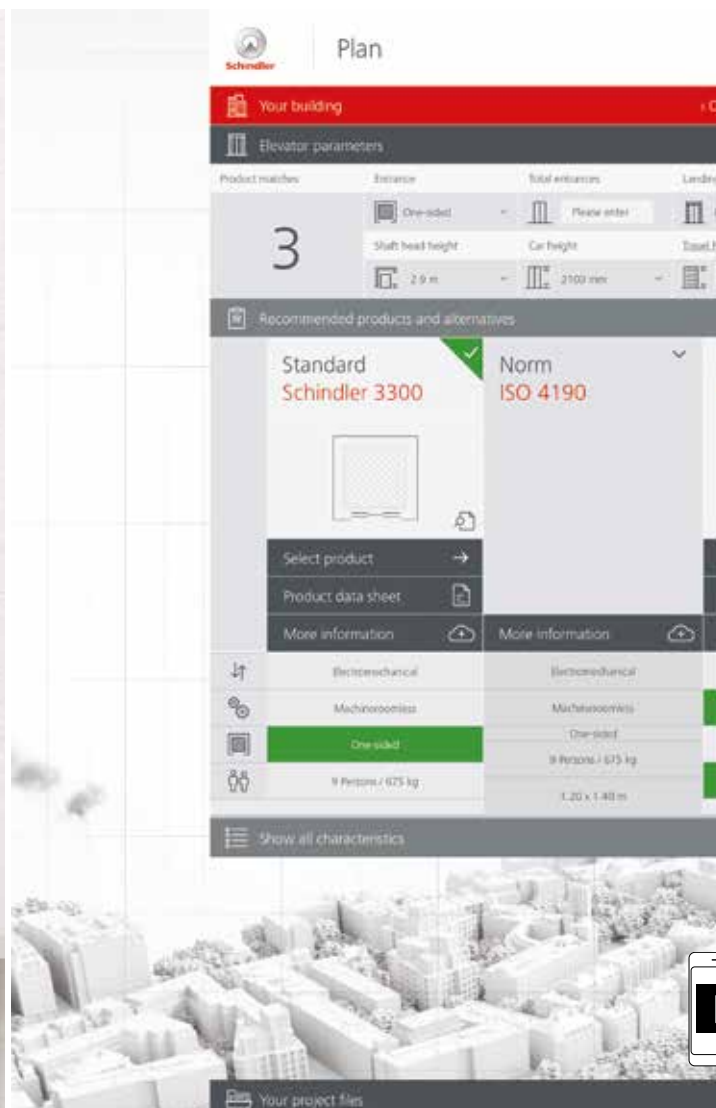 Schindler
Plan
Your building
Elevator parameters
Product matches
Entrance
Total entrances
3
One-sided
Please enter
Shaft head height
Car height
2.9 m
2100 mm
Recommended products and alternatives
Standard
Schindler 3300
Norm
ISO 4190
Select product
Product data sheet
More information
More information
Electromechanical
Electromechanical
Machineroomless
Machineroomless
One-sided
One-sided
9 Persons / 675 kg
9 Persons / 675 kg
1.20 x 1.40 m
Show all characteristics
Your project files